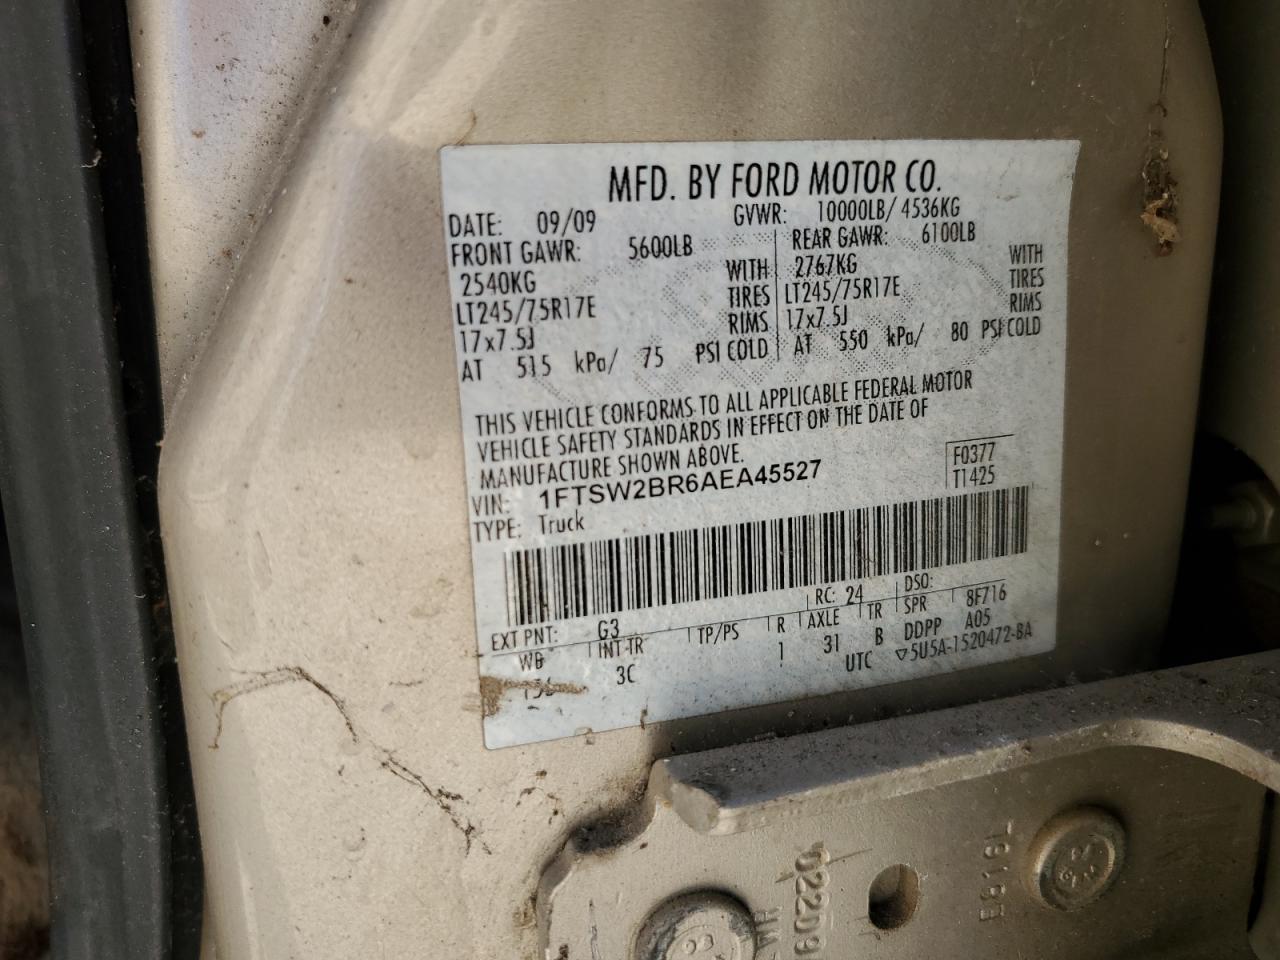 MFD. BY FORD MOTOR CO.
DATE: 09/09 GVWR: 10000LB/ 4536KG
FRONT GAWR: 5600LB REAR GAWR: 6100LB
2540KG WITH 2767KG WITH
LT245/75R17E TIRES LT245/75R17E TIRES
17x7.5J RIMS 17x7.5J RIMS
AT 515 kPa/ 75 PSI COLD AT 550 kPa/ 80 PSI COLD
THIS VEHICLE CONFORMS TO ALL APPLICABLE FEDERAL MOTOR
VEHICLE SAFETY STANDARDS IN EFFECT ON THE DATE OF
MANUFACTURE SHOWN ABOVE.
VIN: 1FTSW2BR6AEA45527 F0377
TYPE: Truck T1425
EXT PNT: G3 RC: 24 DSO:
WB INT TR TP/PS R AXLE TR SPR 8F716
3C 1 31 B DDPP A05
UTC ▽5U5A-1520472-BA
E6191